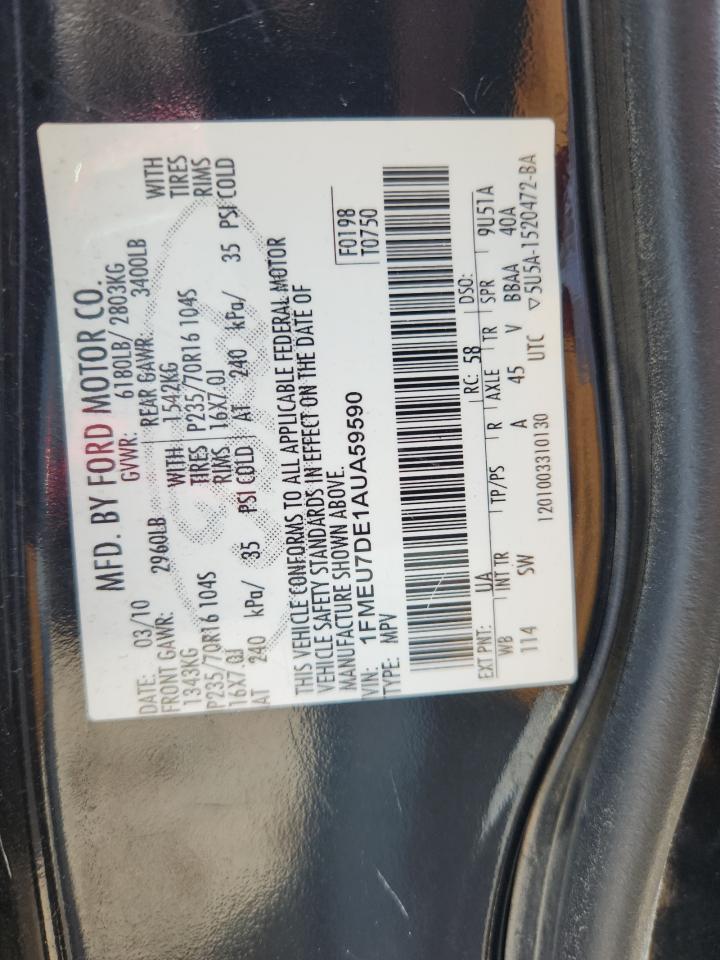 MFD. BY FORD MOTOR CO.
DATE: 03/10 GVWR: 6180LB/ 2803KG
FRONT GAWR: 2960LB REAR GAWR: 3400LB
1343KG WITH 1542KG WITH
P235/70R16 104S TIRES P235/70R16 104S TIRES
16X7.0J RIMS 16X7.0J RIMS
AT 240 kPa/ 35 PSI COLD AT 240 kPa/ 35 PSI COLD
THIS VEHICLE CONFORMS TO ALL APPLICABLE FEDERAL MOTOR
VEHICLE SAFETY STANDARDS IN EFFECT ON THE DATE OF
MANUFACTURE SHOWN ABOVE.
VIN: 1FMEU7DE1AUA59590 F0198
TYPE: MPV T0750
EXT PNT: UA RC: 58 DSO:
WB INT TR TP/PS R AXLE TR SPR 9U51A
114 SW A 45 V BBAA 40A
1201003310130 UTC ▽5U5A-1520472-BA